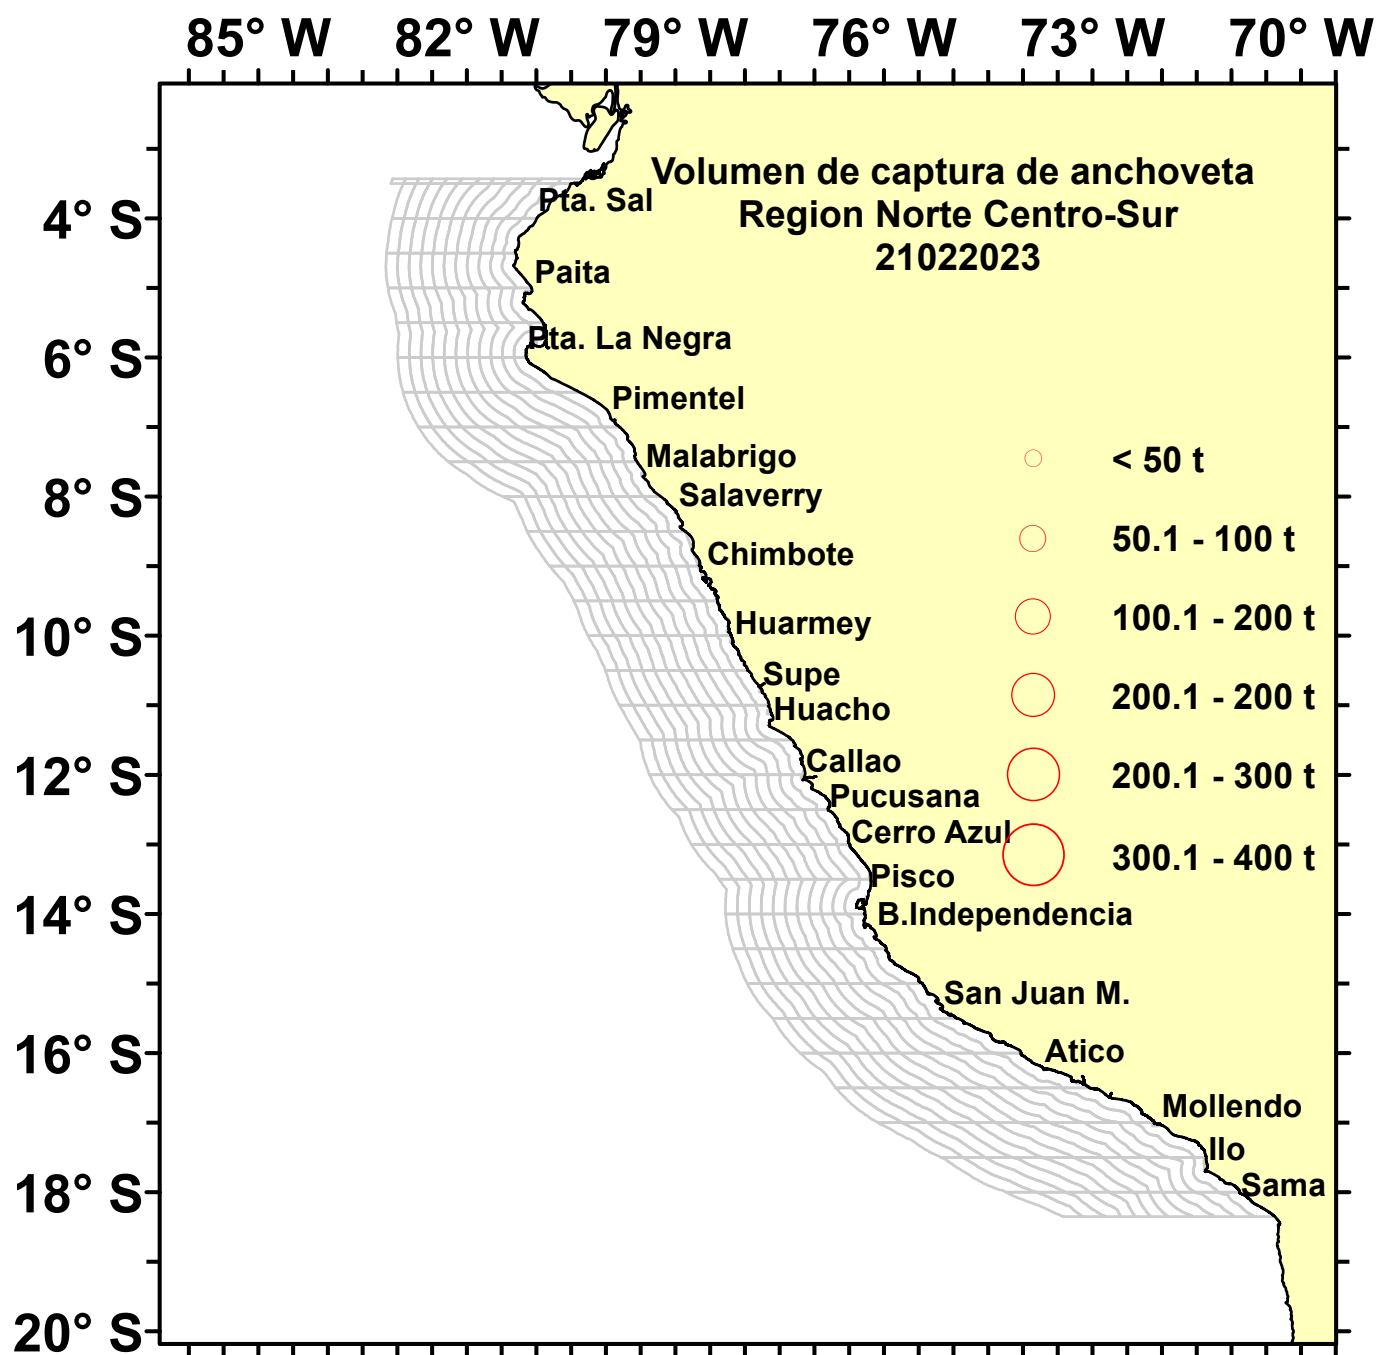 85° W 82° W 79° W 76° W 73° W 70° W
Volumen de captura de anchoveta
Region Norte Centro-Sur
21022023
Pta. Sal
4° S
Paita
Pta. La Negra
6° S
Pimentel
Malabrigo
< 50 t
Salaverry
8° S
50.1 - 100 t
Chimbote
100.1 - 200 t
Huarmey
10° S
Supe
200.1 - 200 t
Huacho
Callao
12° S
200.1 - 300 t
Pucusana
Cerro Azul
300.1 - 400 t
Pisco
14° S
B.Independencia
San Juan M.
16° S
Atico
Mollendo
Ilo
18° S
Sama
20° S